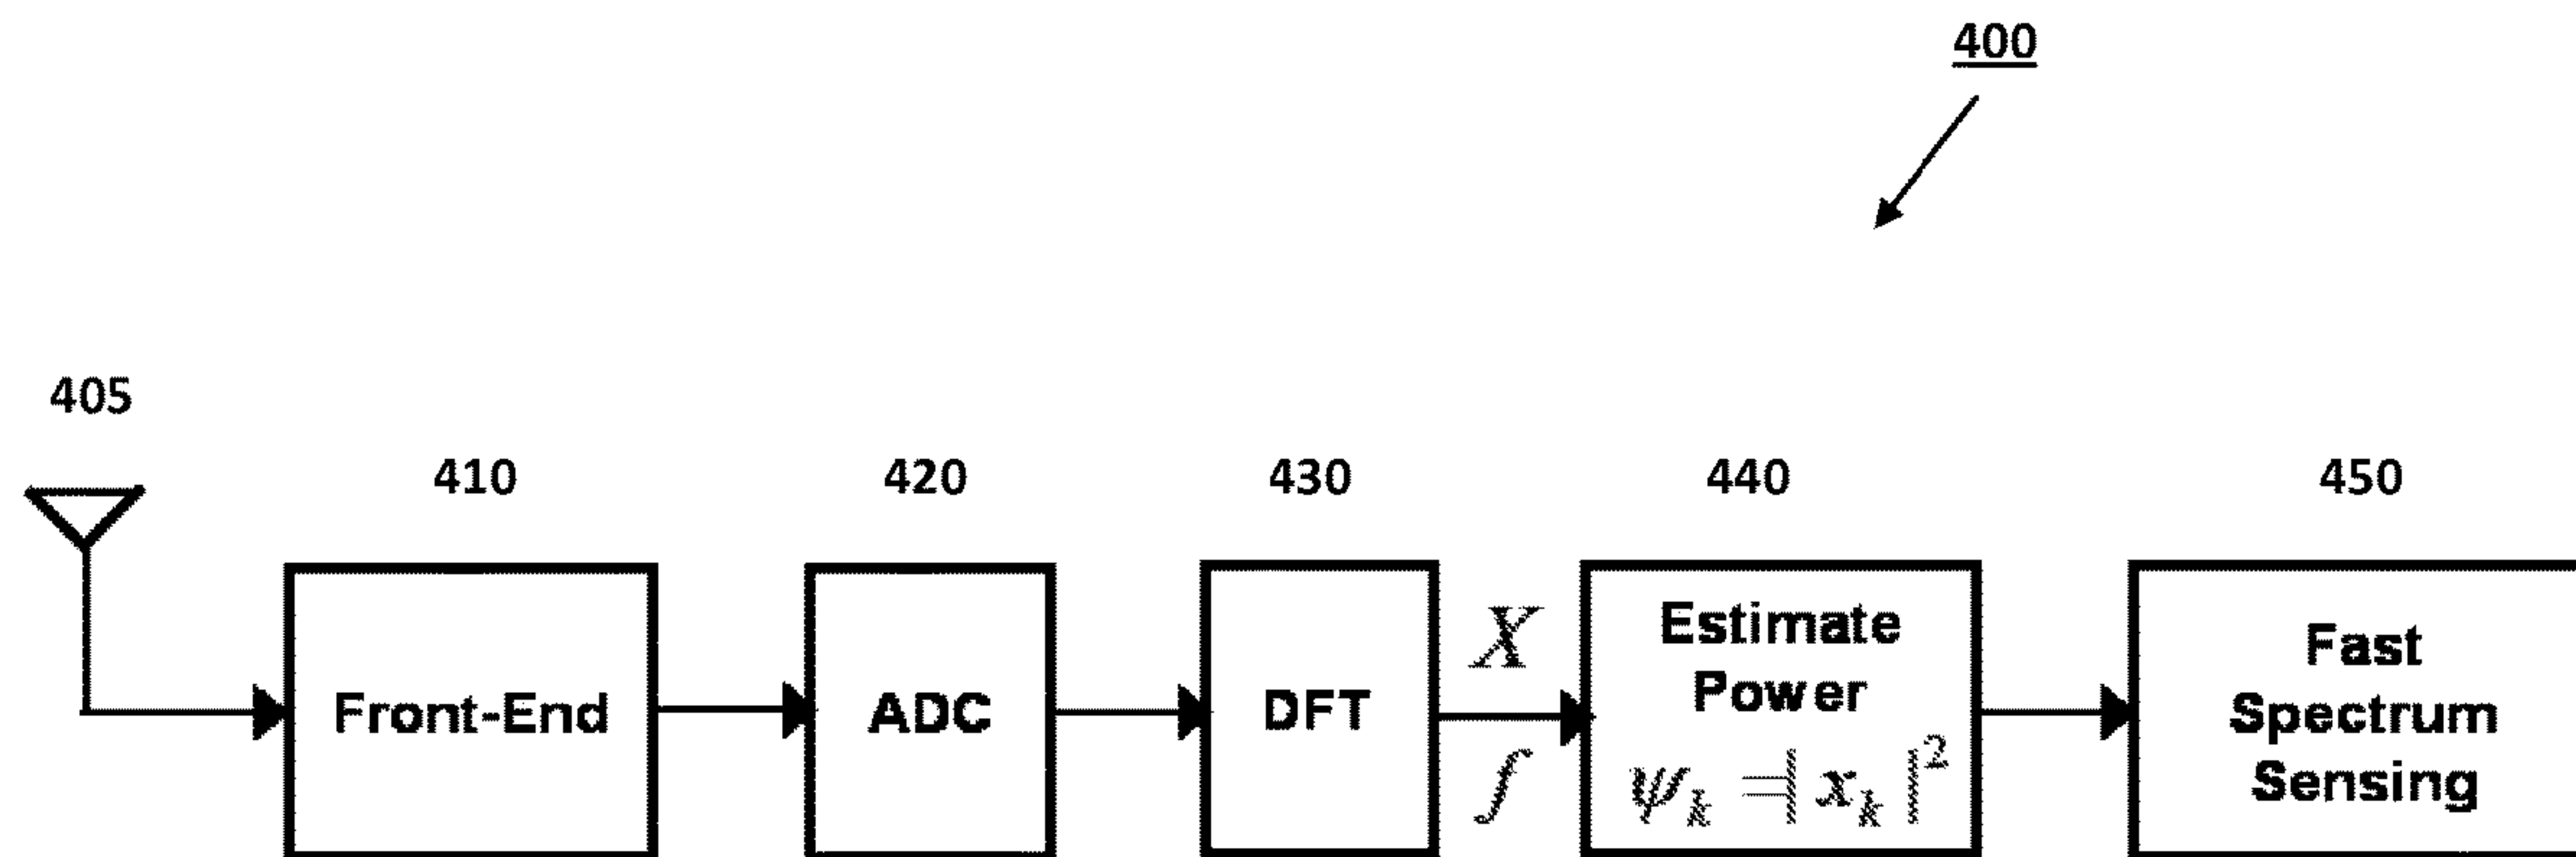 400
405
410
420
430
440
450
Front-End
ADC
DFT
X
f
Estimate
Power
ψₖ =| xₖ |²
Fast
Spectrum
Sensing